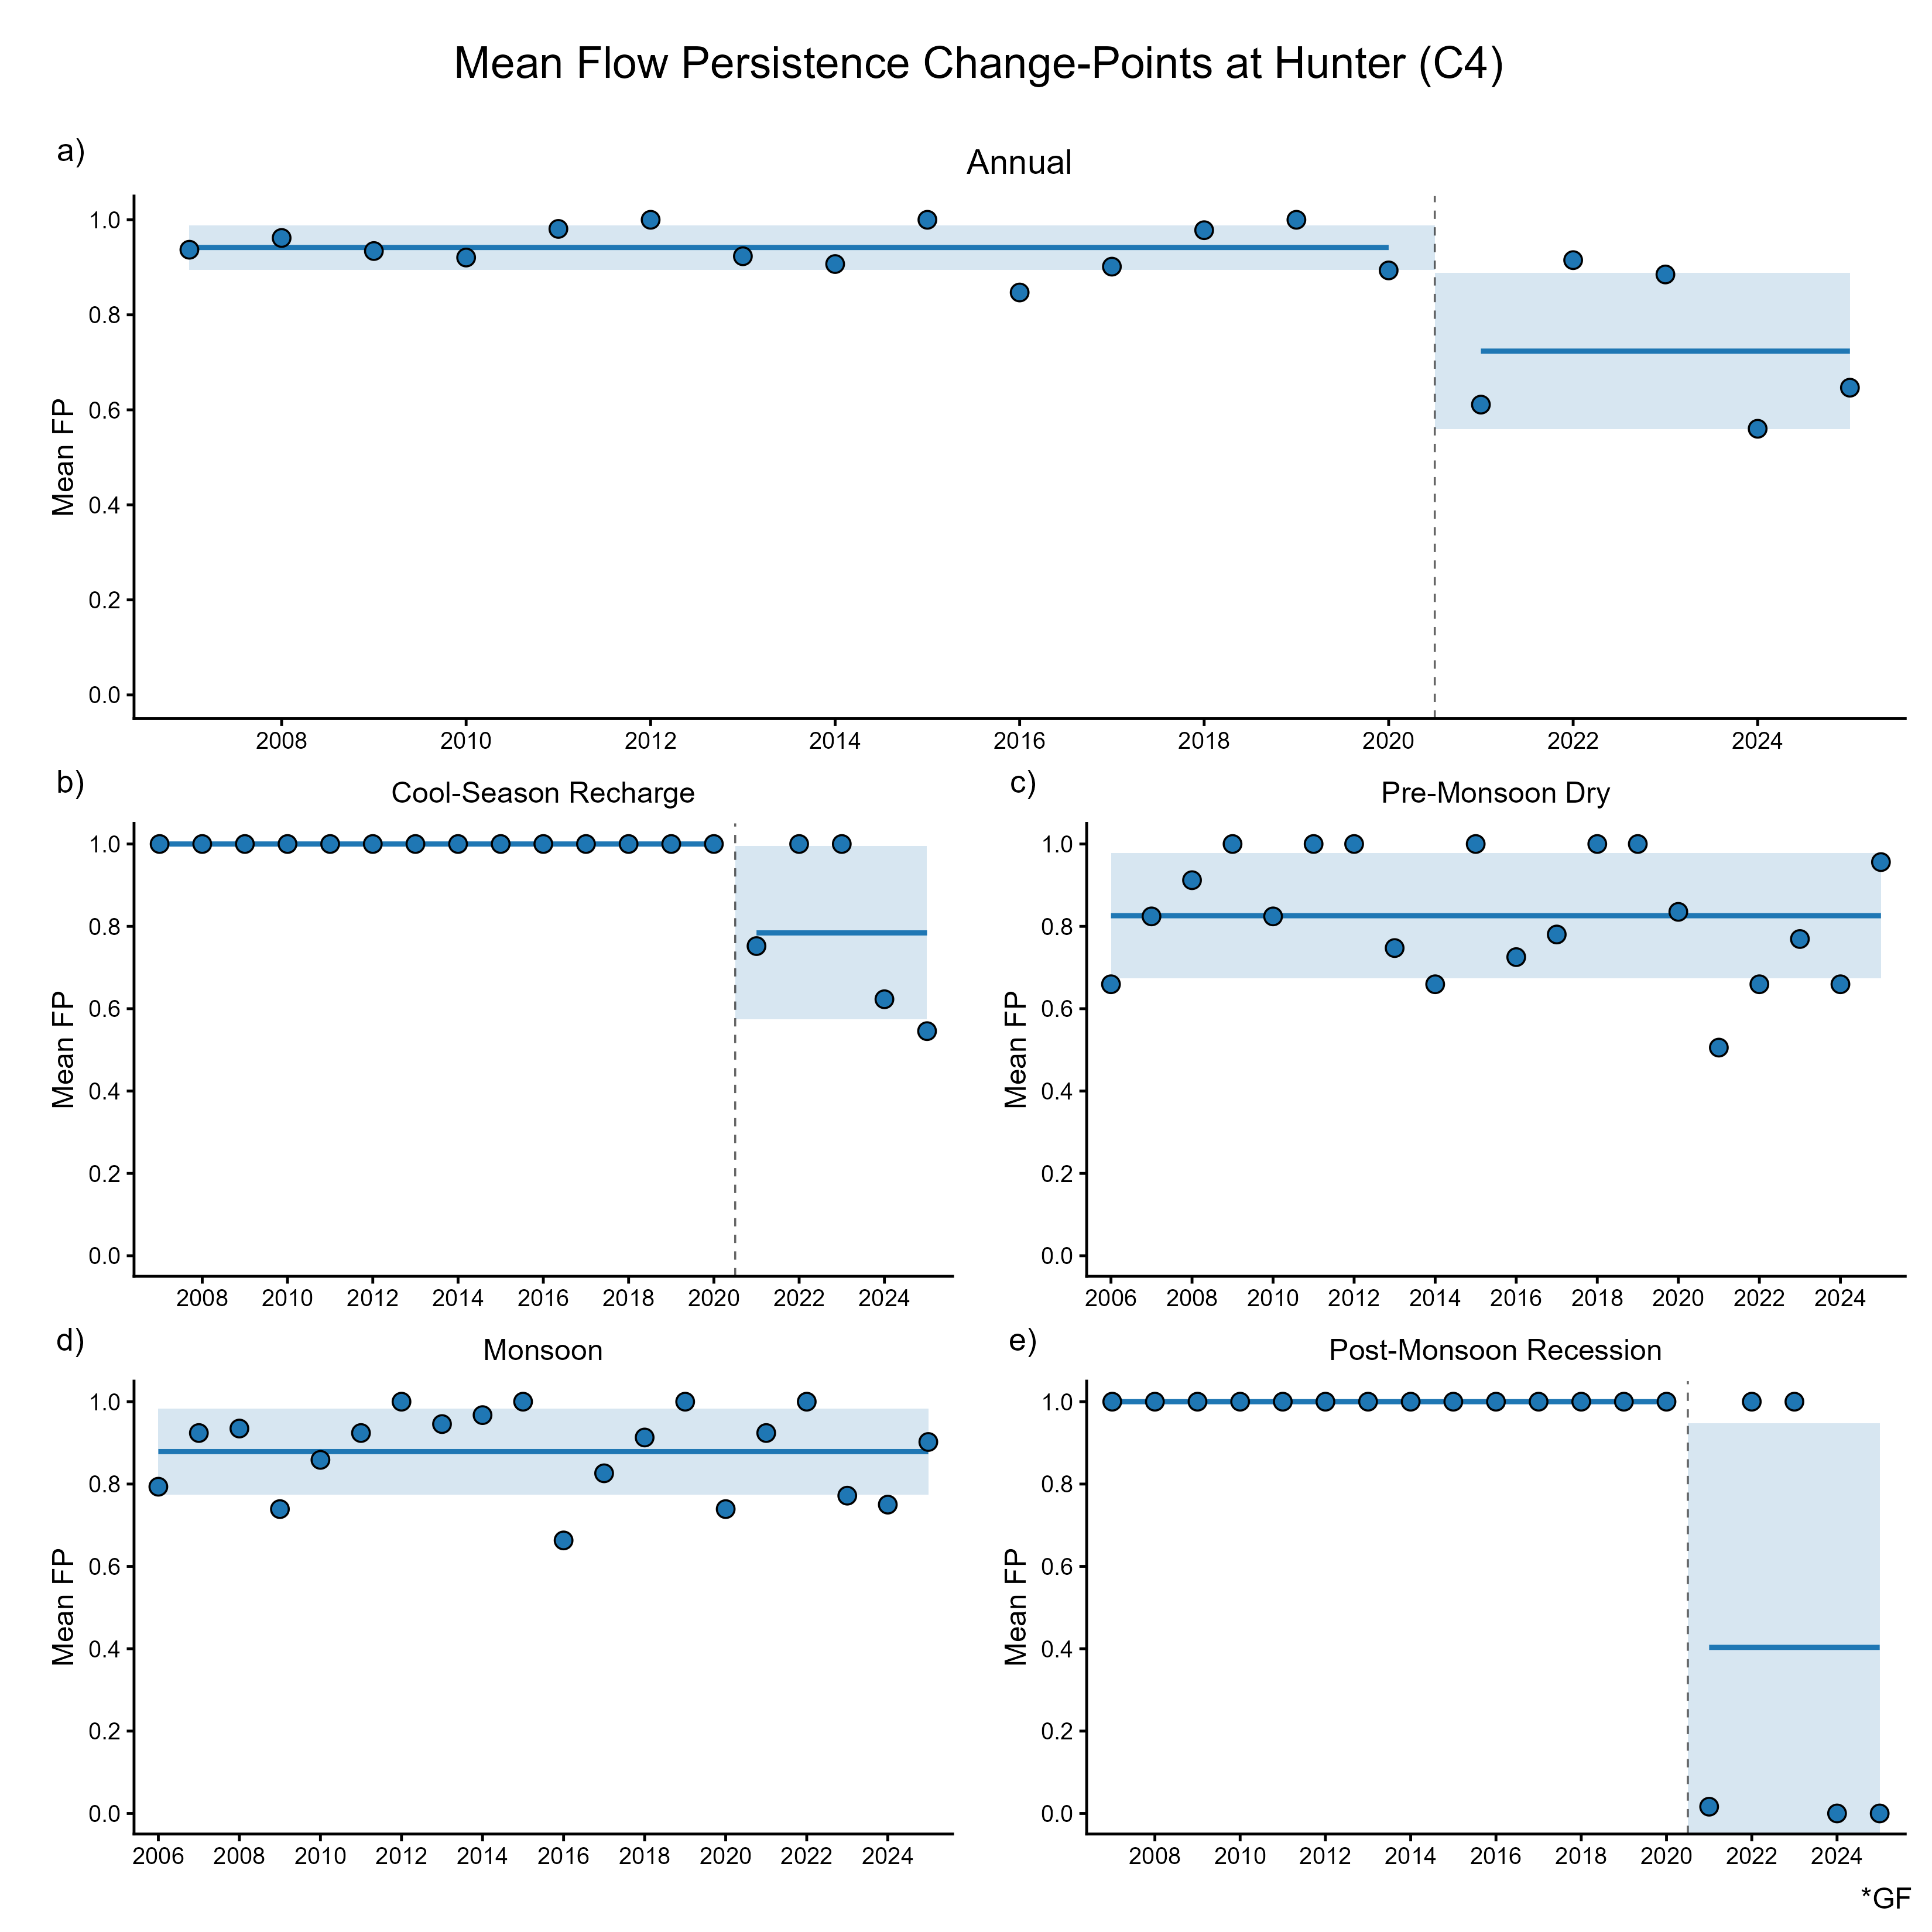 Mean Flow Persistence Change-Points at Hunter (C4)
a)
Annual
Mean FP
1.0
0.8
0.6
0.4
0.2
0.0
2008 2010 2012 2014 2016 2018 2020 2022 2024
b)
Cool-Season Recharge
Mean FP
1.0
0.8
0.6
0.4
0.2
0.0
2008 2010 2012 2014 2016 2018 2020 2022 2024
c)
Pre-Monsoon Dry
Mean FP
1.0
0.8
0.6
0.4
0.2
0.0
2006 2008 2010 2012 2014 2016 2018 2020 2022 2024
d)
Monsoon
Mean FP
1.0
0.8
0.6
0.4
0.2
0.0
2006 2008 2010 2012 2014 2016 2018 2020 2022 2024
e)
Post-Monsoon Recession
Mean FP
1.0
0.8
0.6
0.4
0.2
0.0
2008 2010 2012 2014 2016 2018 2020 2022 2024
*GF